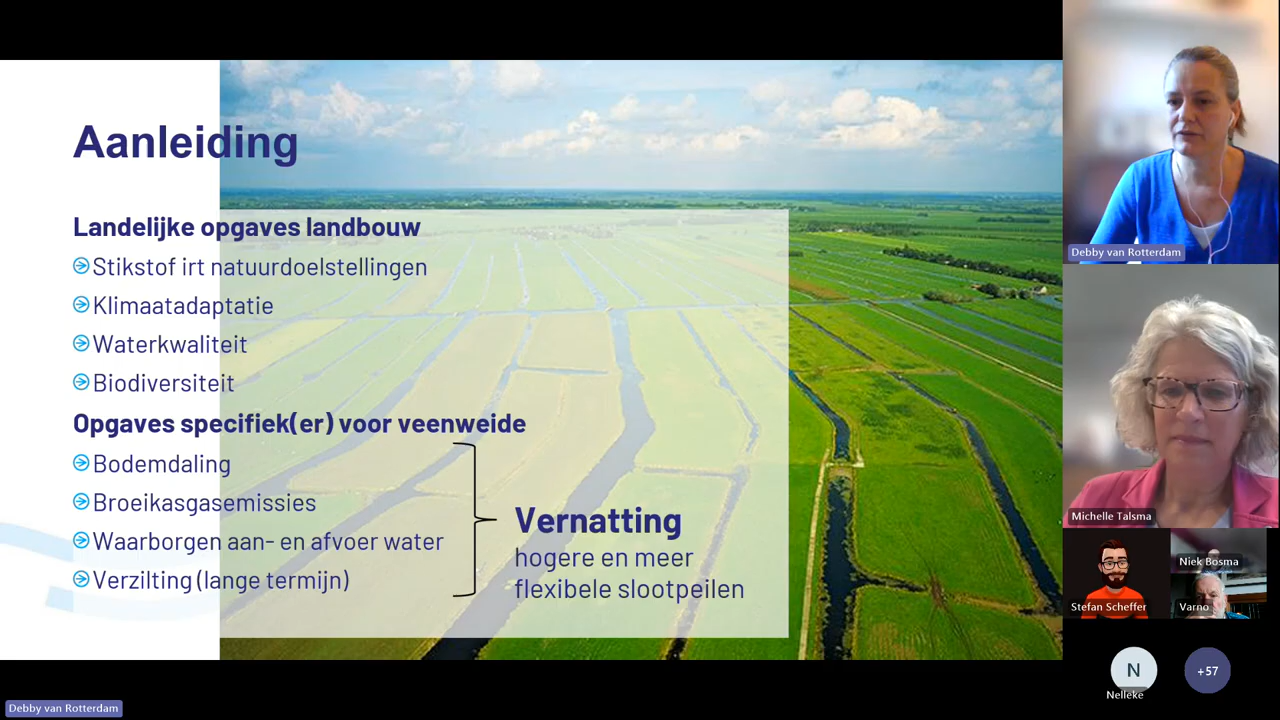 Aanleiding
Landelijke opgaves landbouw
Stikstof irt natuurdoelstellingen
Klimaatadaptatie
Waterkwaliteit
Biodiversiteit
Opgaves specifiek(er) voor veenweide
Bodemdaling
Broeikasgasemissies
Waarborgen aan- en afvoer water
Verzilting (lange termijn)
Vernatting
hogere en meer
flexibele slootpeilen
Debby van Rotterdam
Michelle Talsma
Stefan Scheffer
Niek Bosma
Varno
N
Nelleke
+57
Debby van Rotterdam